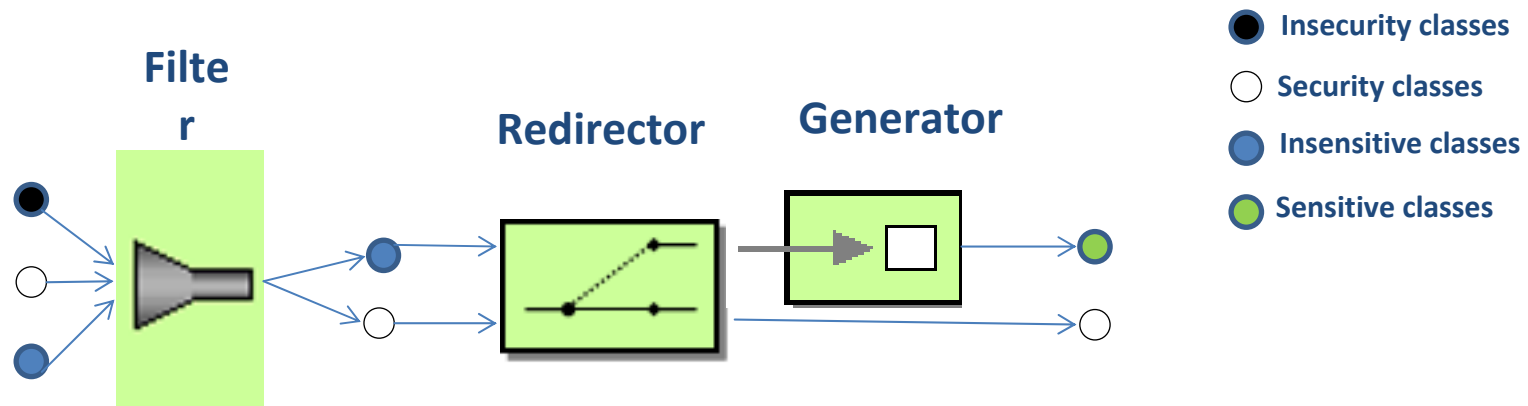 Filte
r
Redirector
Generator
Insecurity classes
Security classes
Insensitive classes
Sensitive classes